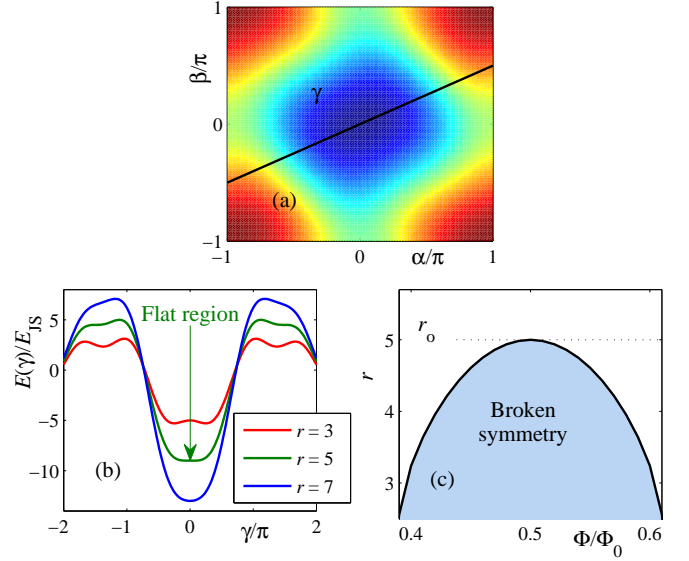 1
β/π
γ
0
(a)
−1
−1
0
α/π
1
5
Flat region
E(γ)/E_JS
0
−5
−10
(b)
r = 3
r = 5
r = 7
−2
−1
0
γ/π
1
2
r_o
5
r
4
Broken
symmetry
3
(c)
0.4
0.5
Φ/Φ_0
0.6